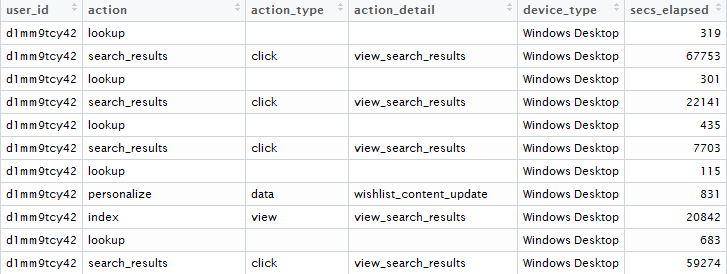 user_id action action_type action_detail device_type secs_elapsed
d1mm9tcy42 lookup Windows Desktop 319
d1mm9tcy42 search_results click view_search_results Windows Desktop 67753
d1mm9tcy42 lookup Windows Desktop 301
d1mm9tcy42 search_results click view_search_results Windows Desktop 22141
d1mm9tcy42 lookup Windows Desktop 435
d1mm9tcy42 search_results click view_search_results Windows Desktop 7703
d1mm9tcy42 lookup Windows Desktop 115
d1mm9tcy42 personalize data wishlist_content_update Windows Desktop 831
d1mm9tcy42 index view view_search_results Windows Desktop 20842
d1mm9tcy42 lookup Windows Desktop 683
d1mm9tcy42 search_results click view_search_results Windows Desktop 59274